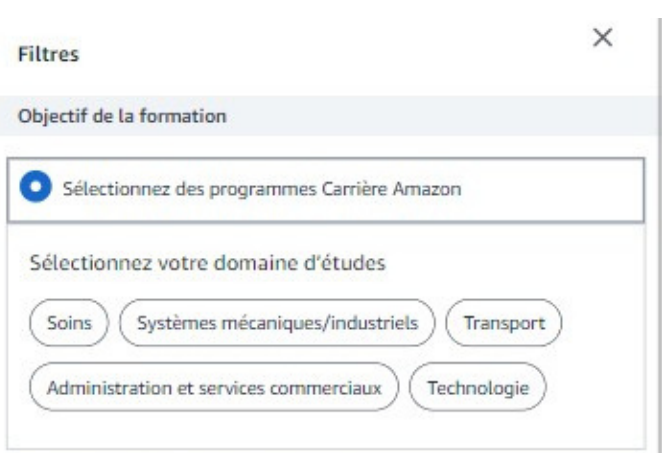 Filtres
Objectif de la formation
Sélectionnez des programmes Carrière Amazon
Sélectionnez votre domaine d'études
Soins Systèmes mécaniques/industriels Transport
Administration et services commerciaux Technologie